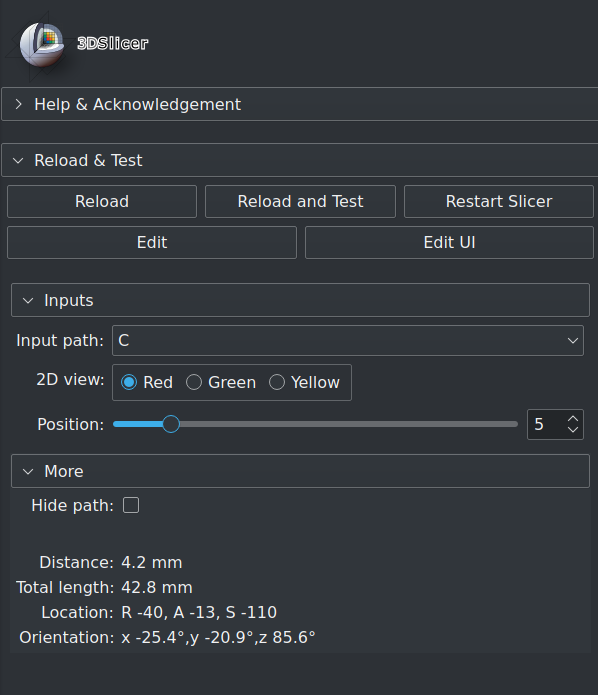 3DSlicer
Help & Acknowledgement
Reload & Test
Reload Reload and Test Restart Slicer
Edit Edit UI
Inputs
Input path: C
2D view: Red Green Yellow
Position: 5
More
Hide path:
Distance: 4.2 mm
Total length: 42.8 mm
Location: R -40, A -13, S -110
Orientation: x -25.4°,y -20.9°,z 85.6°